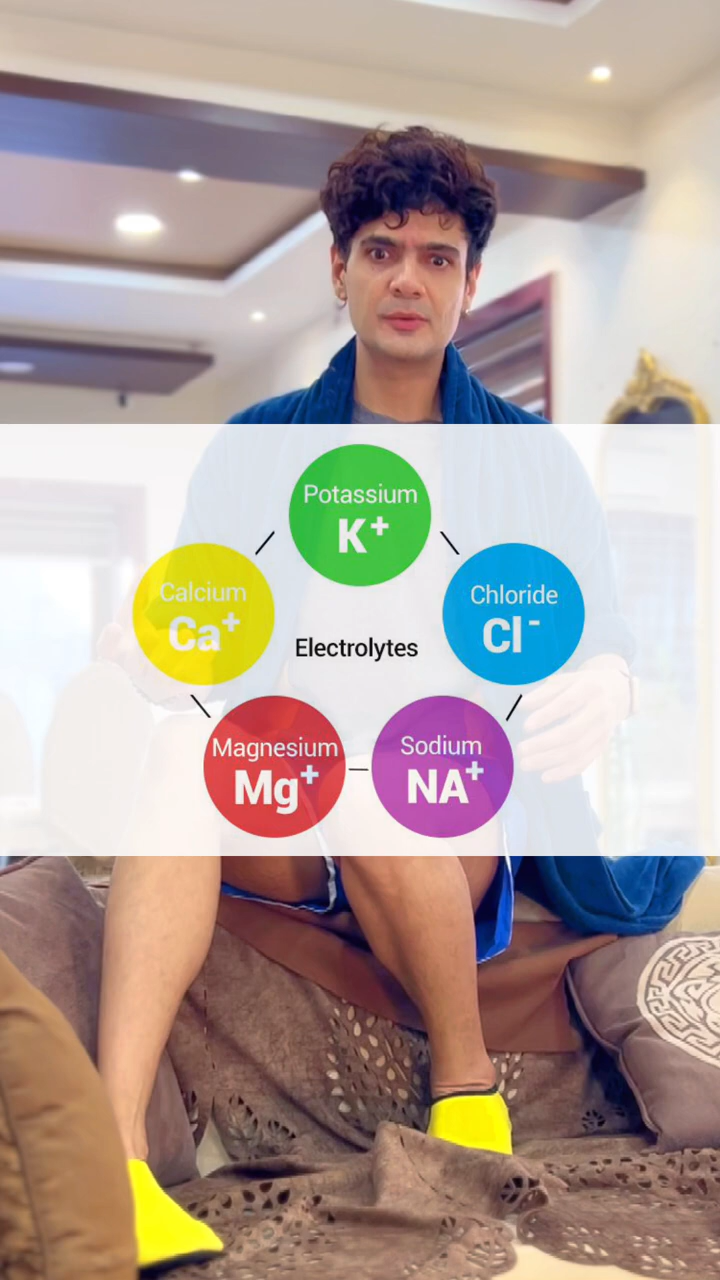 Potassium
K⁺
Calcium
Ca⁺
Chloride
Cl⁻
Electrolytes
Magnesium
Mg⁺
Sodium
NA⁺